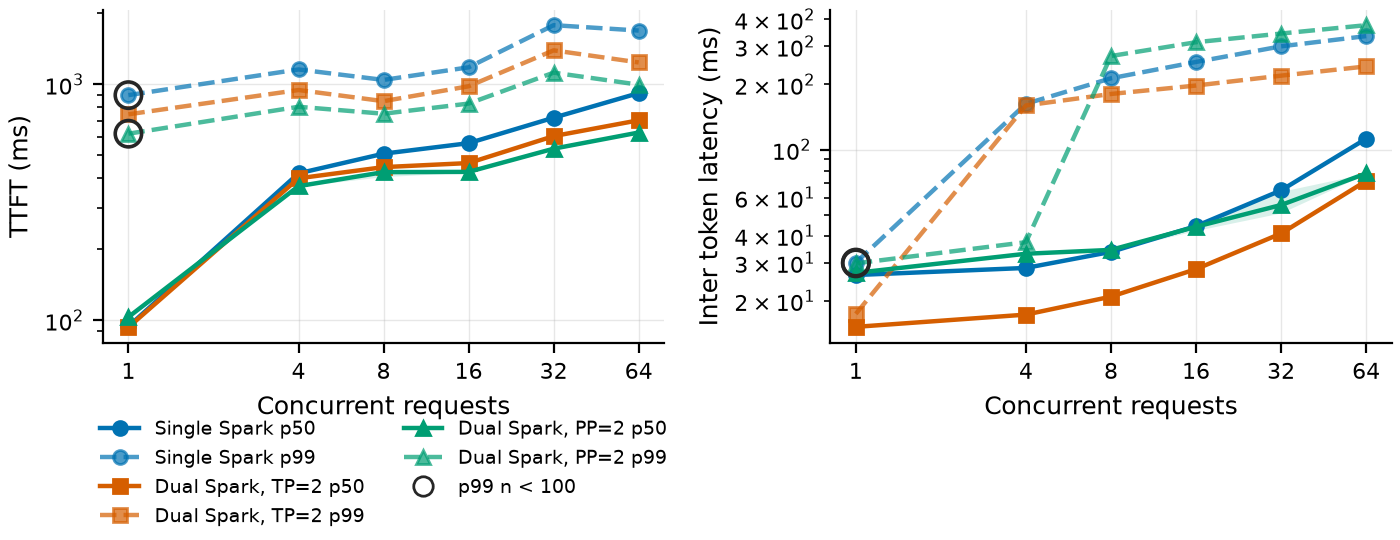 TTFT (ms)
10³
10²
1
4
8
16
32
64
Concurrent requests
Inter token latency (ms)
4 × 10²
3 × 10²
2 × 10²
10²
6 × 10¹
4 × 10¹
3 × 10¹
2 × 10¹
1
4
8
16
32
64
Concurrent requests
Single Spark p50
Single Spark p99
Dual Spark, TP=2 p50
Dual Spark, TP=2 p99
Dual Spark, PP=2 p50
Dual Spark, PP=2 p99
p99 n < 100